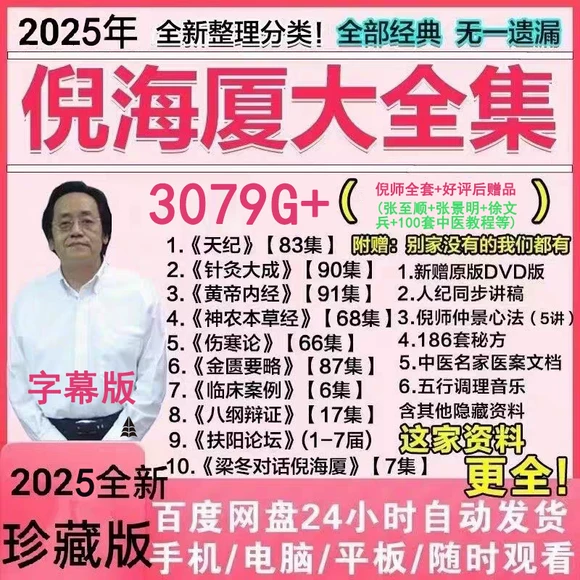 2025年 全新整理分类! 全部经典 无一遗漏
倪海厦大全集
3079G+
(倪师全套+好评后赠品
(张至顺+张景明+徐文
兵+100套中医教程等))
1.《天纪》【83集】
2.《针灸大成》【90集】
3.《黄帝内经》【91集】
4.《神农本草经》【68集】
5.《伤寒论》【66集】
6.《金匮要略》【87集】
7.《临床案例》【6集】
8.《八纲辩证》【17集】
9.《扶阳论坛》(1-7届)
10.《梁冬对话倪海厦》【7集】
附赠:别家没有的我们都有
1.新赠原版DVD版
2.人纪同步讲稿
3.倪师仲景心法(5讲)
4.186套秘方
5.中医名家医案文档
6.五行调理音乐
含其他隐藏资料
这家资料
更全!
字幕版
2025全新
珍藏版
百度网盘24小时自动发货
手机/电脑/平板/随时观看